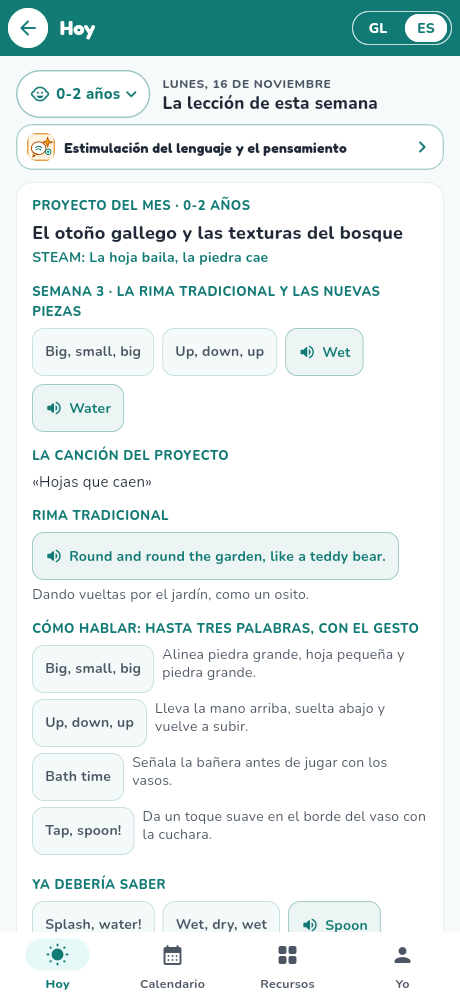 Hoy
GL ES
0-2 años
LUNES, 16 DE NOVIEMBRE
La lección de esta semana
Estimulación del lenguaje y el pensamiento
PROYECTO DEL MES · 0-2 AÑOS
El otoño gallego y las texturas del bosque
STEAM: La hoja baila, la piedra cae
SEMANA 3 · LA RIMA TRADICIONAL Y LAS NUEVAS
PIEZAS
Big, small, big
Up, down, up
Wet
Water
LA CANCIÓN DEL PROYECTO
«Hojas que caen»
RIMA TRADICIONAL
Round and round the garden, like a teddy bear.
Dando vueltas por el jardín, como un osito.
CÓMO HABLAR: HASTA TRES PALABRAS, CON EL GESTO
Big, small, big
Alinea piedra grande, hoja pequeña y
piedra grande.
Up, down, up
Lleva la mano arriba, suelta abajo y
vuelve a subir.
Bath time
Señala la bañera antes de jugar con los
vasos.
Tap, spoon!
Da un toque suave en el borde del vaso con
la cuchara.
YA DEBERÍA SABER
Splash, water!
Wet, dry, wet
Spoon
Hoy
Calendario
Recursos
Yo